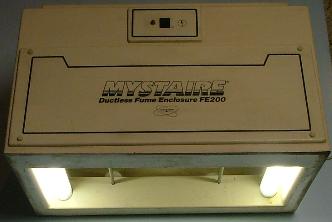 MYSTAIRE
Ductless Fume Enclosure FE200